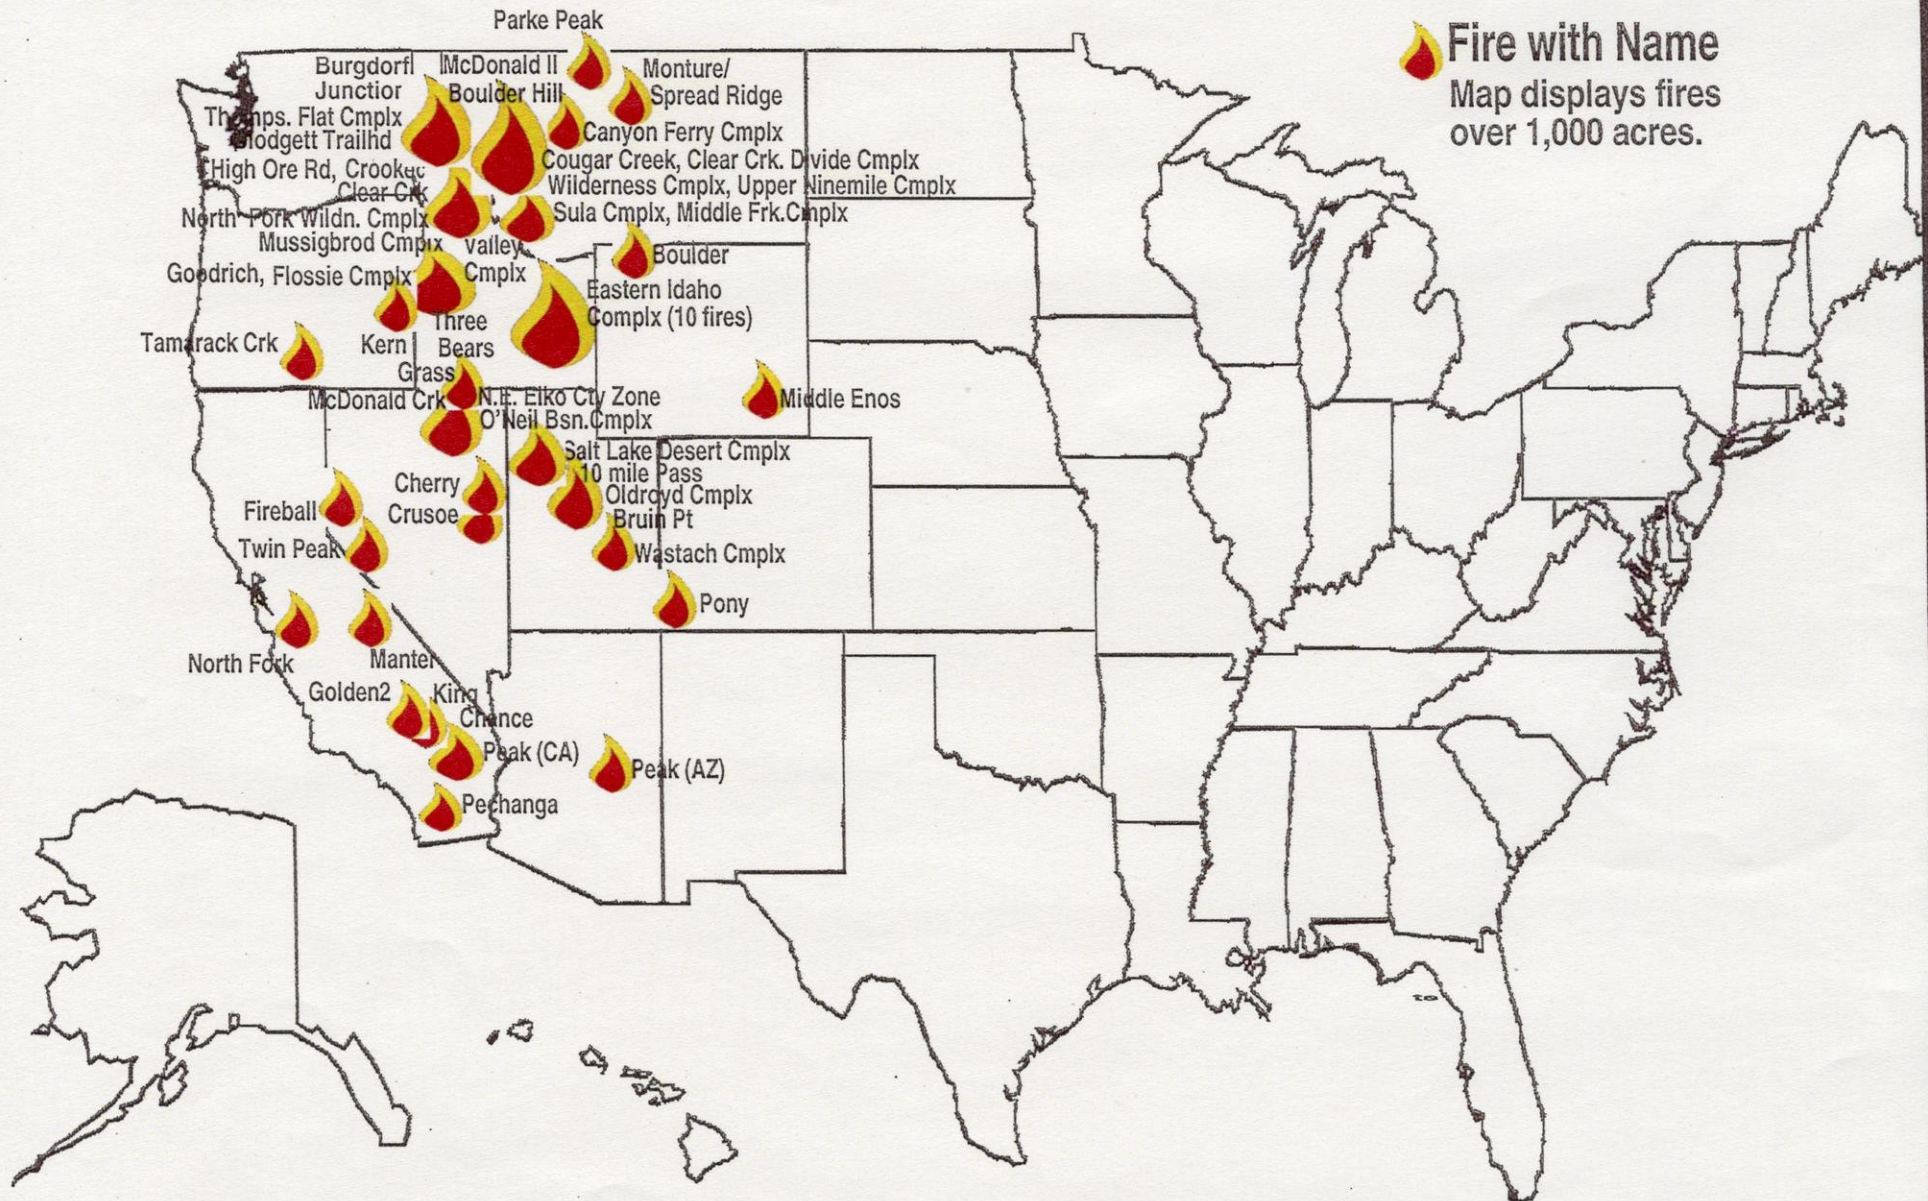 Parke Peak
Fire with Name
Map displays fires
over 1,000 acres.
Burgdorf
Junctior
McDonald II
Boulder Hill
Monture/
Spread Ridge
Thomps. Flat Cmplx
Blodgett Trailhd
Canyon Ferry Cmplx
High Ore Rd, Crooked
Clear Crk
Cougar Creek, Clear Crk. Divide Cmplx
Wilderness Cmplx, Upper Ninemile Cmplx
North Fork Wildn. Cmplx
Sula Cmplx, Middle Frk.Cmplx
Mussigbrod Cmplx
Valley
Cmplx
Boulder
Goodrich, Flossie Cmplx
Eastern Idaho
Complx (10 fires)
Three
Bears
Tamarack Crk
Kern
Grass
McDonald Crk
N.E. Elko Cty Zone
O'Neil Bsn.Cmplx
Middle Enos
Salt Lake Desert Cmplx
10 mile Pass
Cherry
Oldroyd Cmplx
Crusoe
Bruin Pt
Fireball
Twin Peak
Wastach Cmplx
Pony
North Fork
Manter
Golden2
King
Chance
Peak (CA)
Peak (AZ)
Pechanga